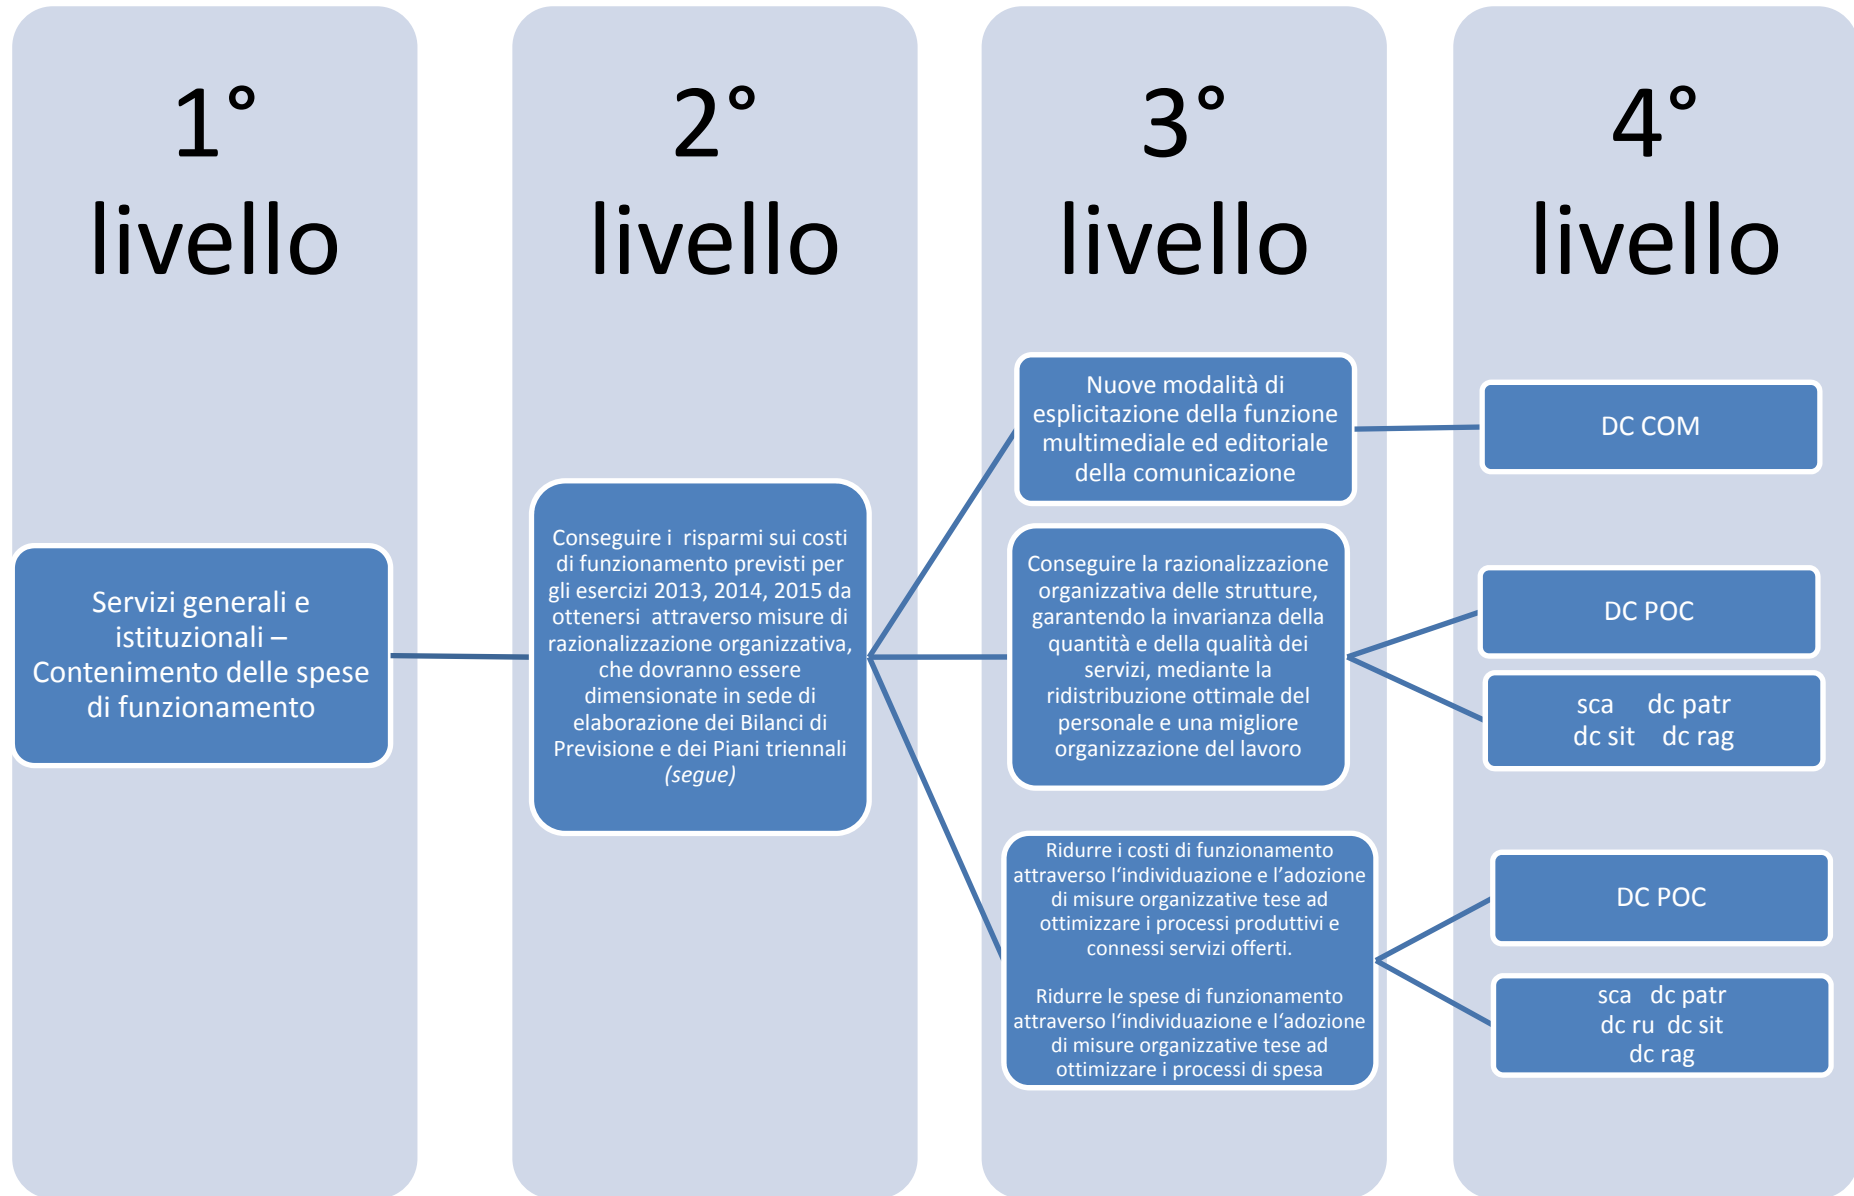 1°
livello
2°
livello
3°
livello
4°
livello
Servizi generali e
istituzionali –
Contenimento delle spese
di funzionamento
Conseguire i risparmi sui costi
di funzionamento previsti per
gli esercizi 2013, 2014, 2015 da
ottenersi attraverso misure di
razionalizzazione organizzativa,
che dovranno essere
dimensionate in sede di
elaborazione dei Bilanci di
Previsione e dei Piani triennali
(segue)
Nuove modalità di
esplicitazione della funzione
multimediale ed editoriale
della comunicazione
DC COM
Conseguire la razionalizzazione
organizzativa delle strutture,
garantendo la invarianza della
quantità e della qualità dei
servizi, mediante la
ridistribuzione ottimale del
personale e una migliore
organizzazione del lavoro
DC POC
sca dc patr
dc sit dc rag
Ridurre i costi di funzionamento
attraverso l‘individuazione e l’adozione
di misure organizzative tese ad
ottimizzare i processi produttivi e
connessi servizi offerti.
Ridurre le spese di funzionamento
attraverso l‘individuazione e l’adozione
di misure organizzative tese ad
ottimizzare i processi di spesa
DC POC
sca dc patr
dc ru dc sit
dc rag